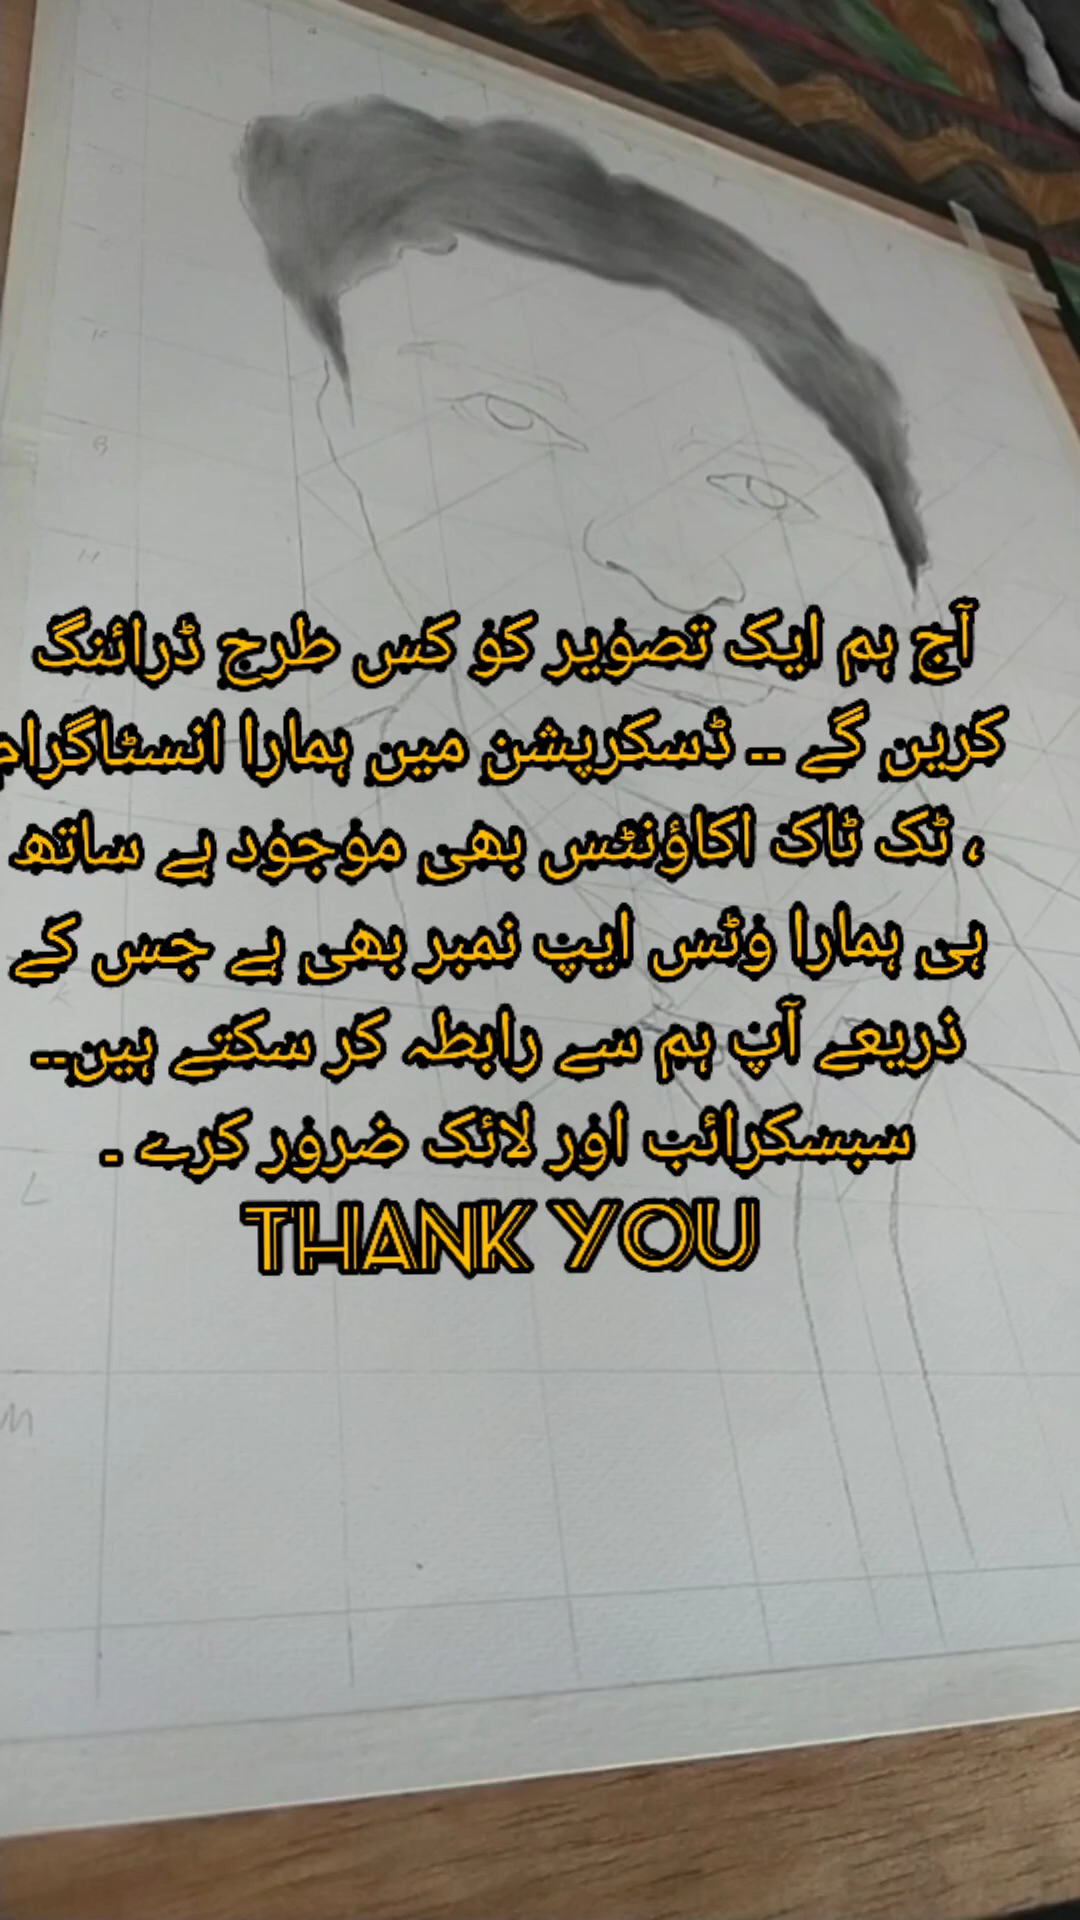 آج ہم ایک تصویر کو کس طرح ڈرائنگ
کریں گے .. ڈسکرپشن میں ہمارا انسٹاگرام
، ٹک ٹاک اکاؤنٹس بھی موجود ہے ساتھ
ہی ہمارا وٹس ایپ نمبر بھی ہے جس کے
ذریعے آپ ہم سے رابطہ کر سکتے ہیں..
سبسکرائب اور لائک ضرور کرے .
THANK YOU
L
M